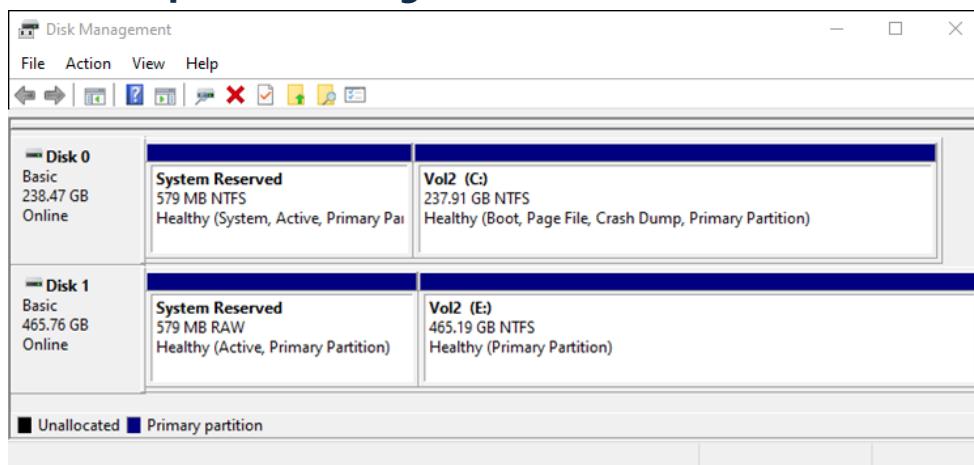 Disk Management
File Action View Help
Disk 0
Basic
238.47 GB
Online
System Reserved
579 MB NTFS
Healthy (System, Active, Primary Pa
Vol2 (C:)
237.91 GB NTFS
Healthy (Boot, Page File, Crash Dump, Primary Partition)
Disk 1
Basic
465.76 GB
Online
System Reserved
579 MB RAW
Healthy (Active, Primary Partition)
Vol2 (E:)
465.19 GB NTFS
Healthy (Primary Partition)
Unallocated Primary partition